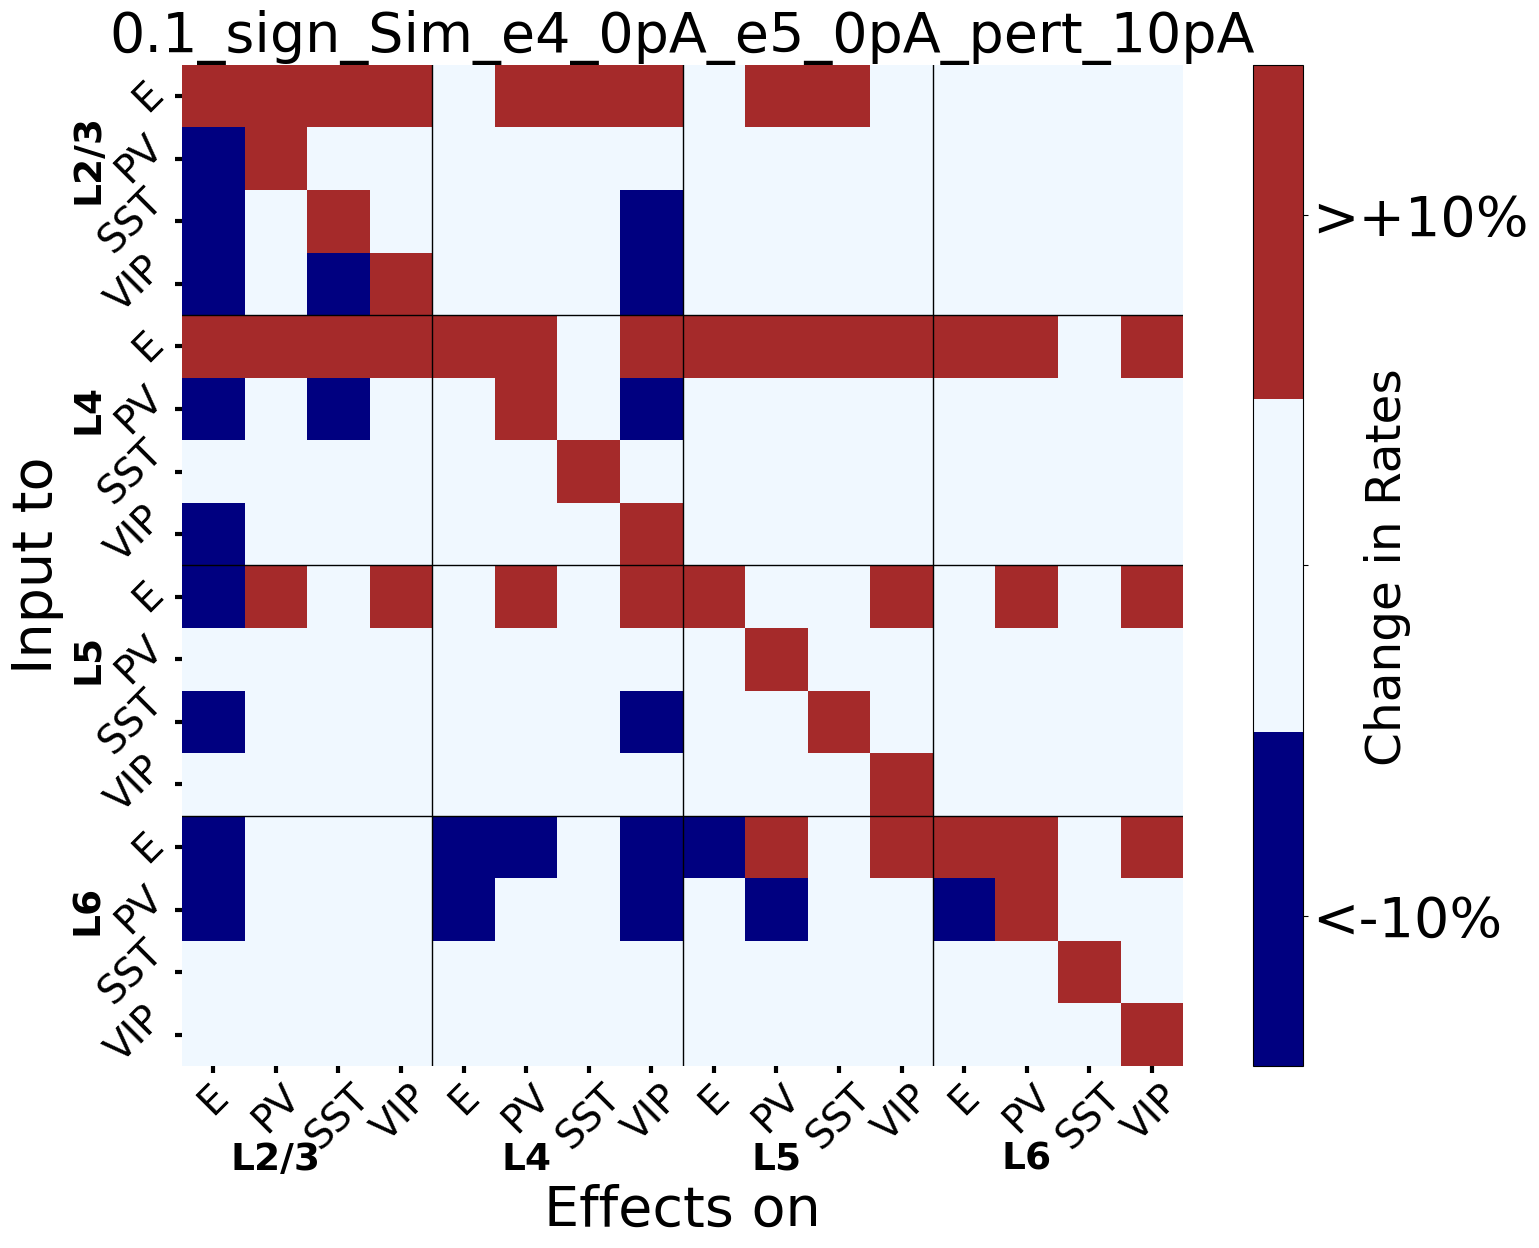 0.1_sign_Sim_e4_0pA_e5_0pA_pert_10pA
Input to
L2/3
E
PV
SST
VIP
L4
E
PV
SST
VIP
L5
E
PV
SST
VIP
L6
E
PV
SST
VIP
E PV SST VIP E PV SST VIP E PV SST VIP E PV SST VIP
L2/3 L4 L5 L6
Effects on
>+10%
<-10%
Change in Rates